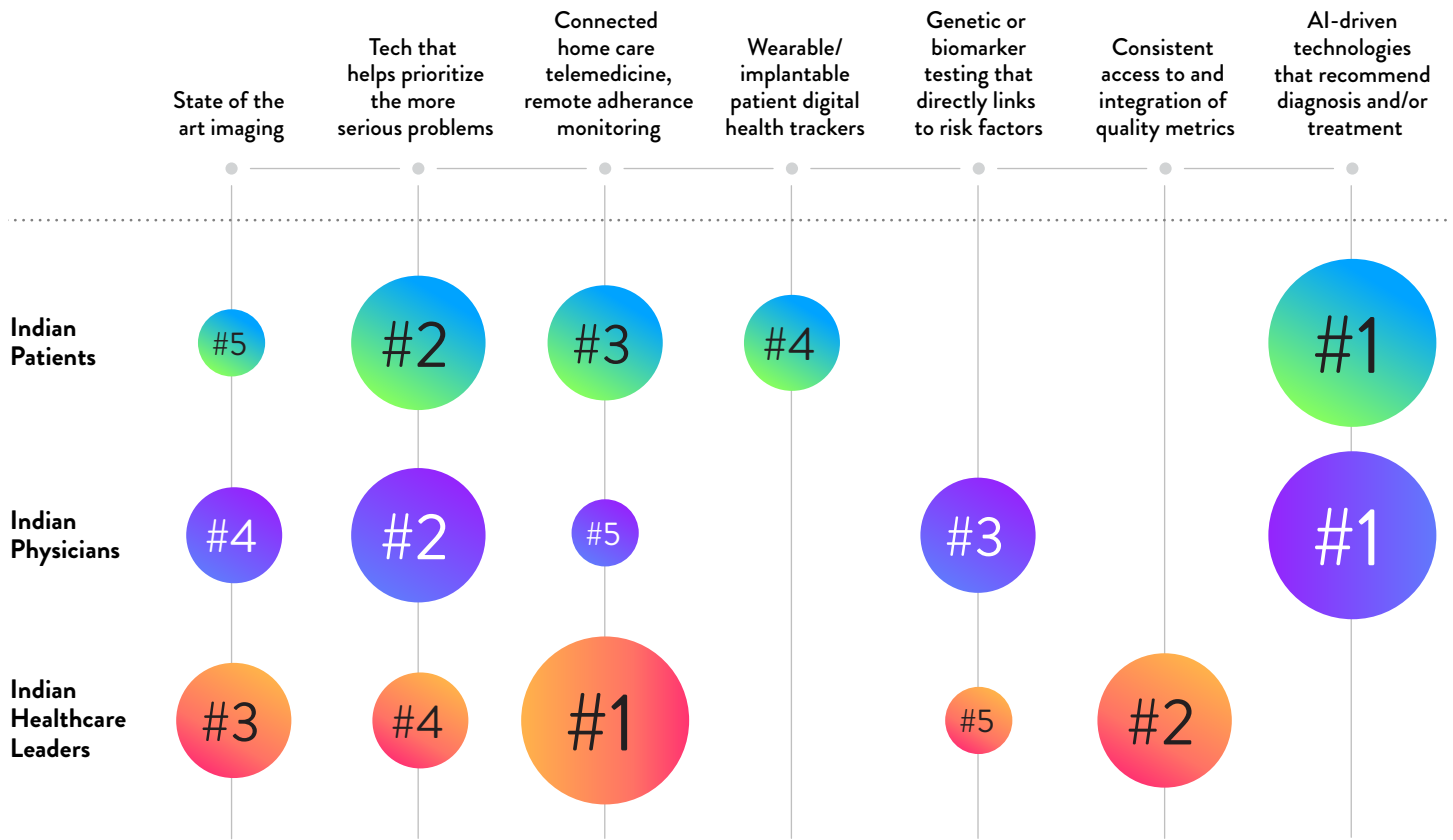 State of the
art imaging
Tech that
helps prioritize
the more
serious problems
Connected
home care
telemedicine,
remote adherance
monitoring
Wearable/
implantable
patient digital
health trackers
Genetic or
biomarker
testing that
directly links
to risk factors
Consistent
access to and
integration of
quality metrics
AI-driven
technologies
that recommend
diagnosis and/or
treatment
Indian
Patients
#5
#2
#3
#4
#1
Indian
Physicians
#4
#2
#5
#3
#1
Indian
Healthcare
Leaders
#3
#4
#1
#5
#2